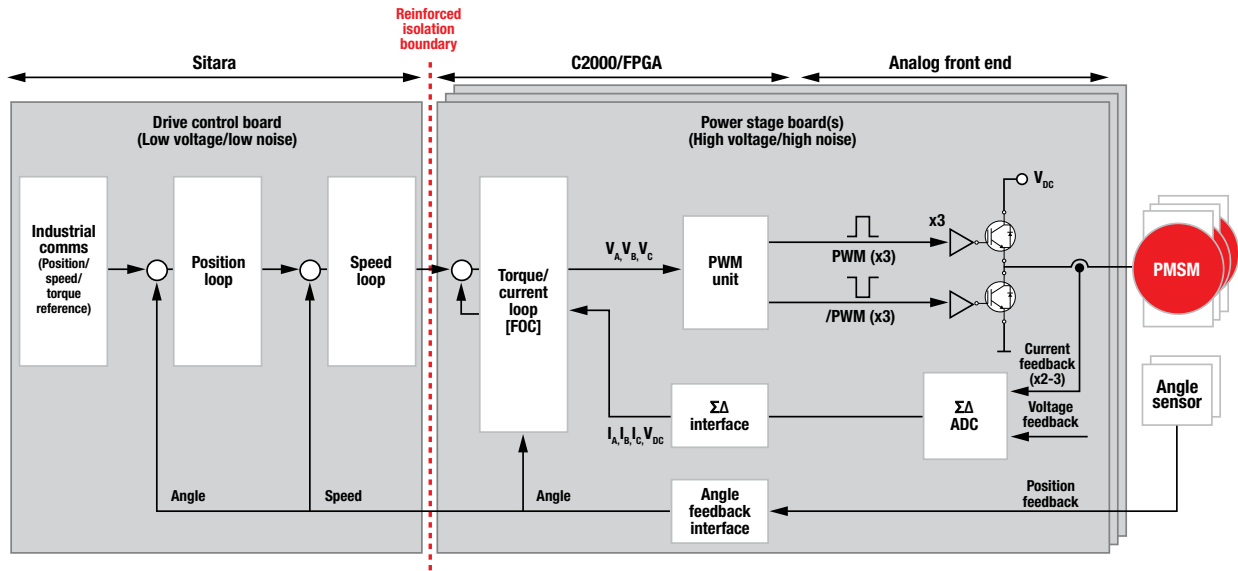 Reinforced
isolation
boundary
Sitara
C2000/FPGA
Analog front end
Drive control board
(Low voltage/low noise)
Power stage board(s)
(High voltage/high noise)
Industrial
comms
(Position/
speed/
torque
reference)
Position
loop
Speed
loop
Torque/
current
loop
[FOC]
VA,VB,VC
PWM
unit
PWM (x3)
/PWM (x3)
x3
VDC
PMSM
Current
feedback
(x2-3)
Voltage
feedback
ΣΔ
interface
ΣΔ
ADC
IA,IB,IC,VDC
Angle
sensor
Angle
Speed
Angle
Angle
feedback
interface
Position
feedback